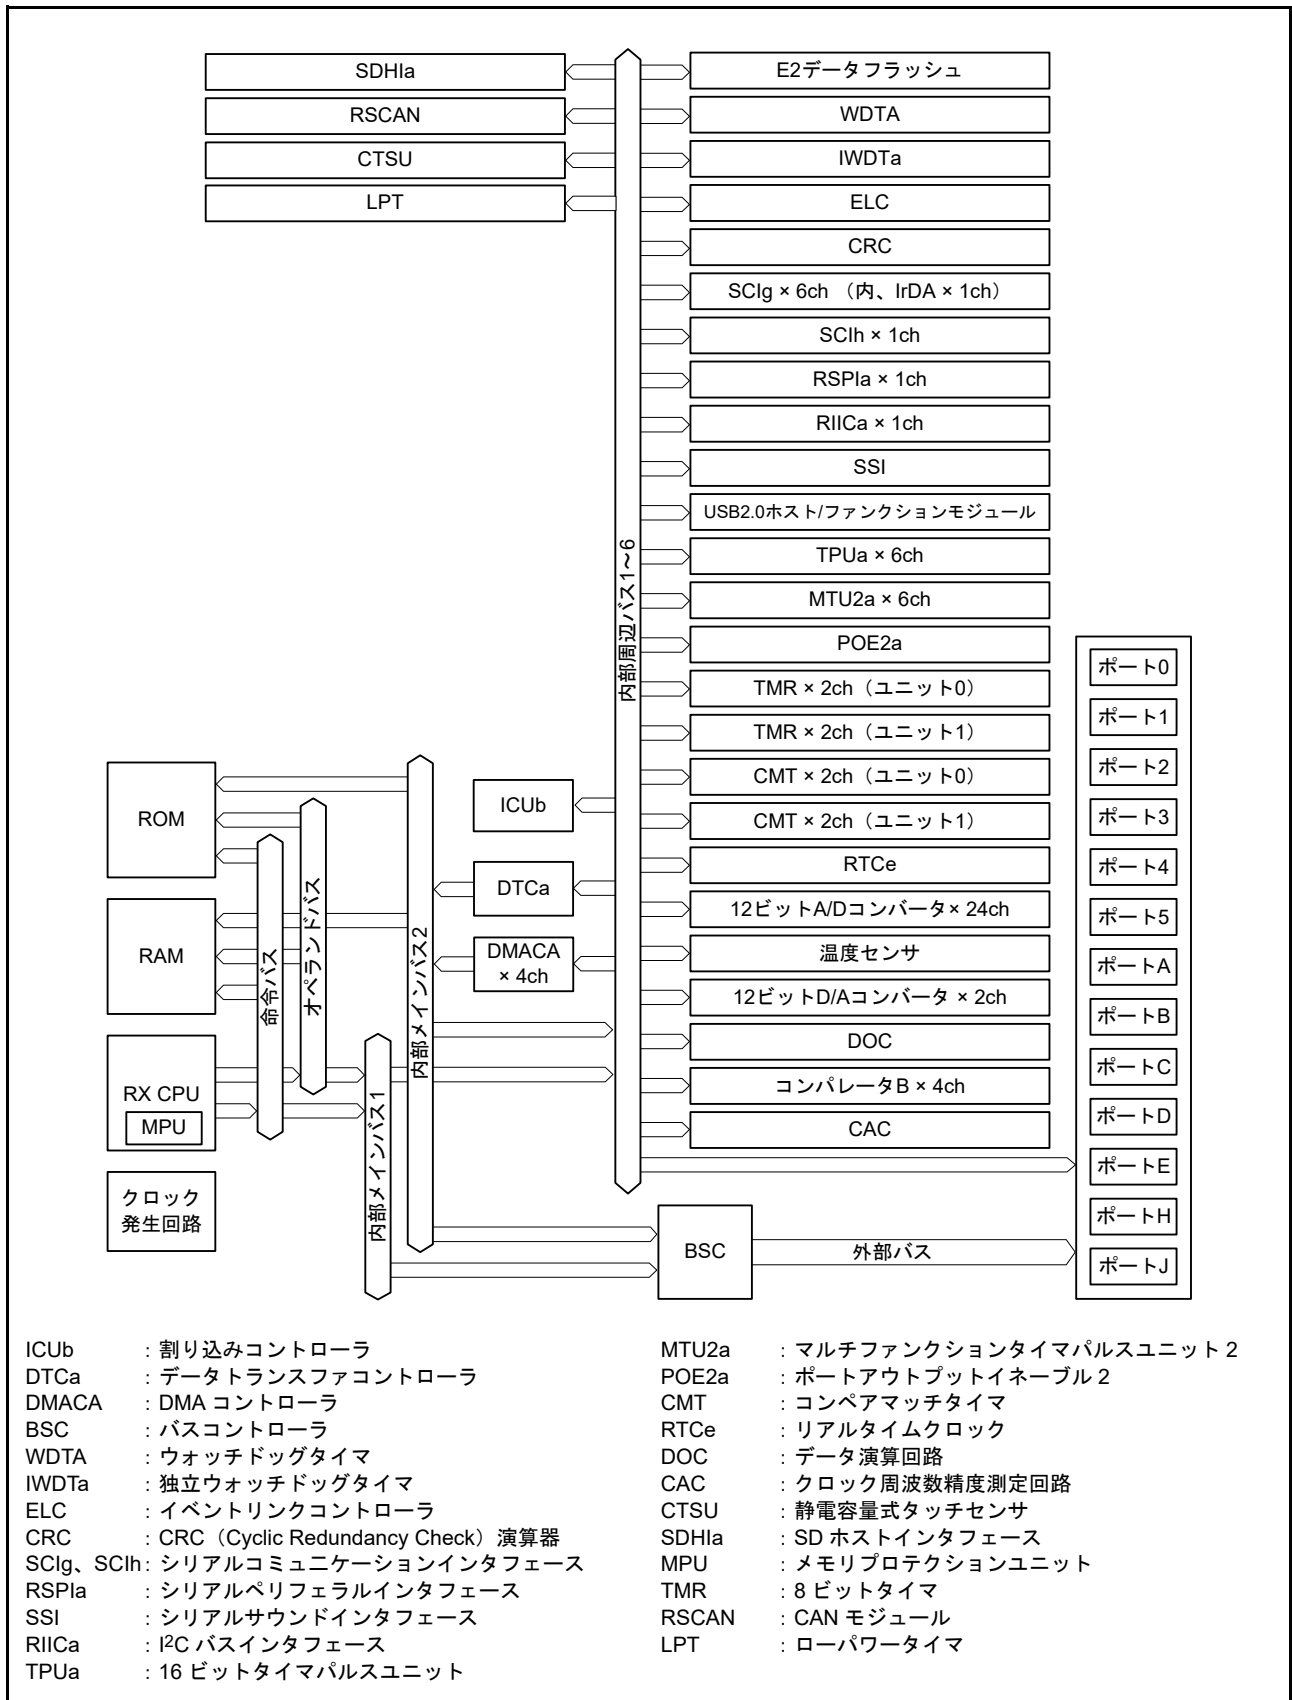 SDHIa
RSCAN
CTSU
LPT
E2データフラッシュ
WDTA
IWDTa
ELC
CRC
SCIg × 6ch （内、IrDA × 1ch）
SCIh × 1ch
RSPIa × 1ch
RIICa × 1ch
SSI
USB2.0ホスト/ファンクションモジュール
TPUa × 6ch
MTU2a × 6ch
POE2a
TMR × 2ch（ユニット0）
TMR × 2ch（ユニット1）
CMT × 2ch（ユニット0）
CMT × 2ch（ユニット1）
RTCe
12ビットA/Dコンバータ× 24ch
温度センサ
12ビットD/Aコンバータ × 2ch
DOC
コンパレータB × 4ch
CAC
内部周辺バス1～6
ROM
RAM
RX CPU
MPU
クロック
発生回路
命令バス
オペランドバス
内部メインバス1
内部メインバス2
ICUb
DTCa
DMACA
× 4ch
BSC
外部バス
ポート0
ポート1
ポート2
ポート3
ポート4
ポート5
ポートA
ポートB
ポートC
ポートD
ポートE
ポートH
ポートJ
ICUb : 割り込みコントローラ
DTCa : データトランスファコントローラ
DMACA : DMA コントローラ
BSC : バスコントローラ
WDTA : ウォッチドッグタイマ
IWDTa : 独立ウォッチドッグタイマ
ELC : イベントリンクコントローラ
CRC : CRC（Cyclic Redundancy Check）演算器
SCIg、SCIh : シリアルコミュニケーションインタフェース
RSPIa : シリアルペリフェラルインタフェース
SSI : シリアルサウンドインタフェース
RIICa : I2C バスインタフェース
TPUa : 16 ビットタイマパルスユニット
MTU2a : マルチファンクションタイマパルスユニット 2
POE2a : ポートアウトプットイネーブル 2
CMT : コンペアマッチタイマ
RTCe : リアルタイムクロック
DOC : データ演算回路
CAC : クロック周波数精度測定回路
CTSU : 静電容量式タッチセンサ
SDHIa : SD ホストインタフェース
MPU : メモリプロテクションユニット
TMR : 8 ビットタイマ
RSCAN : CAN モジュール
LPT : ローパワータイマ